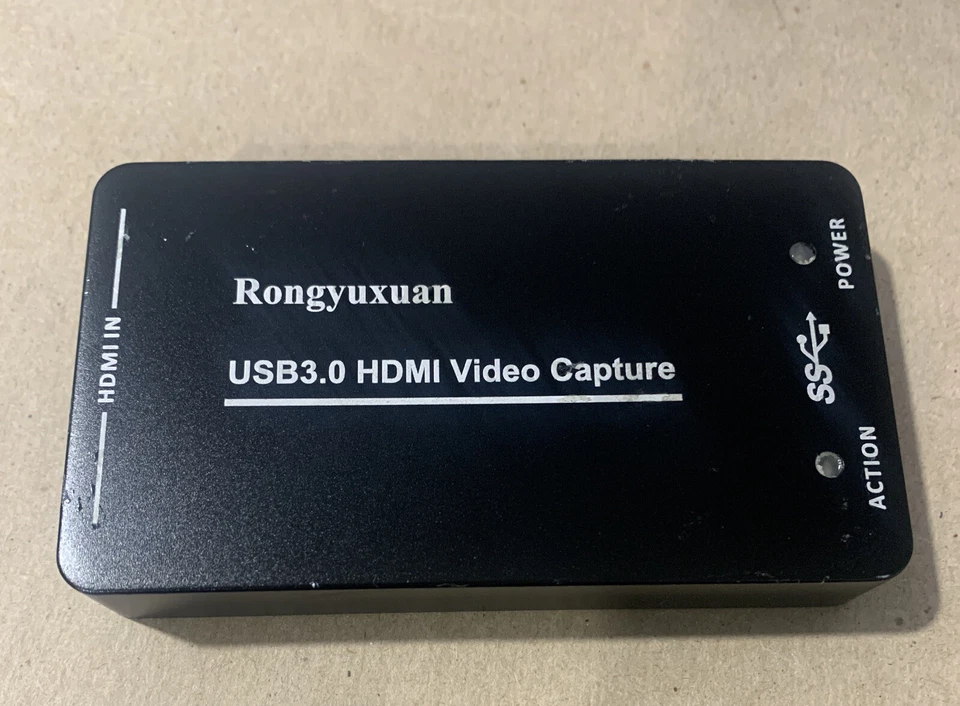 Rongyuxuan
USB3.0 HDMI Video Capture
HDMI IN
POWER
SS
ACTION